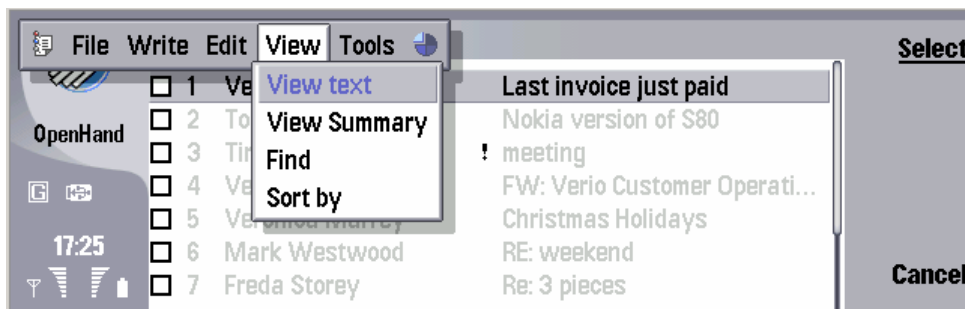 File Write Edit View Tools
Select
OpenHand
View text
View Summary
Find
Sort by
1 Ve Last invoice just paid
2 To Nokia version of S80
3 ! meeting
4 Ve FW: Verio Customer Operati...
5 Christmas Holidays
6 Mark Westwood RE: weekend
7 Freda Storey Re: 3 pieces
G
17:25
Cancel